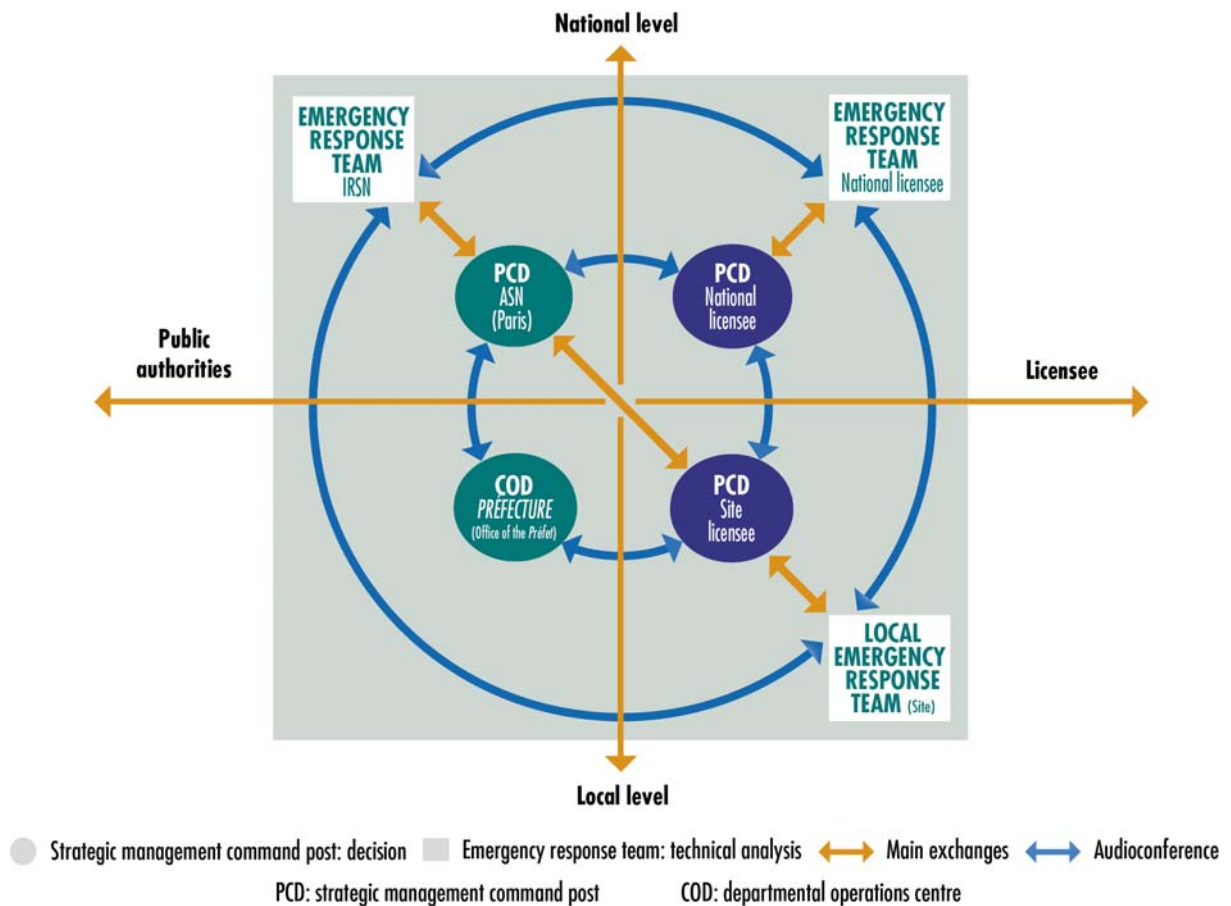 National level
EMERGENCY
RESPONSE
TEAM
IRSN
EMERGENCY
RESPONSE
TEAM
National licensee
PCD
ASN
(Paris)
PCD
National
licensee
Public
authorities
Licensee
COD
PRÉFECTURE
(Office of the Préfet)
PCD
Site
licensee
LOCAL
EMERGENCY
RESPONSE
TEAM (Site)
Local level
Strategic management command post: decision
Emergency response team: technical analysis
Main exchanges
Audioconference
PCD: strategic management command post
COD: departmental operations centre